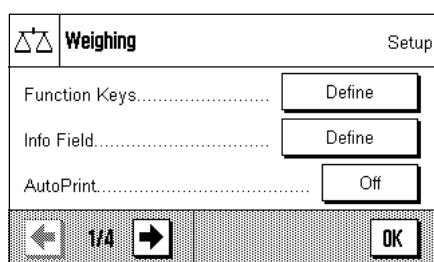 Weighing Setup
Function Keys........................ Define
Info Field............................... Define
AutoPrint...................................... Off
1/4 OK